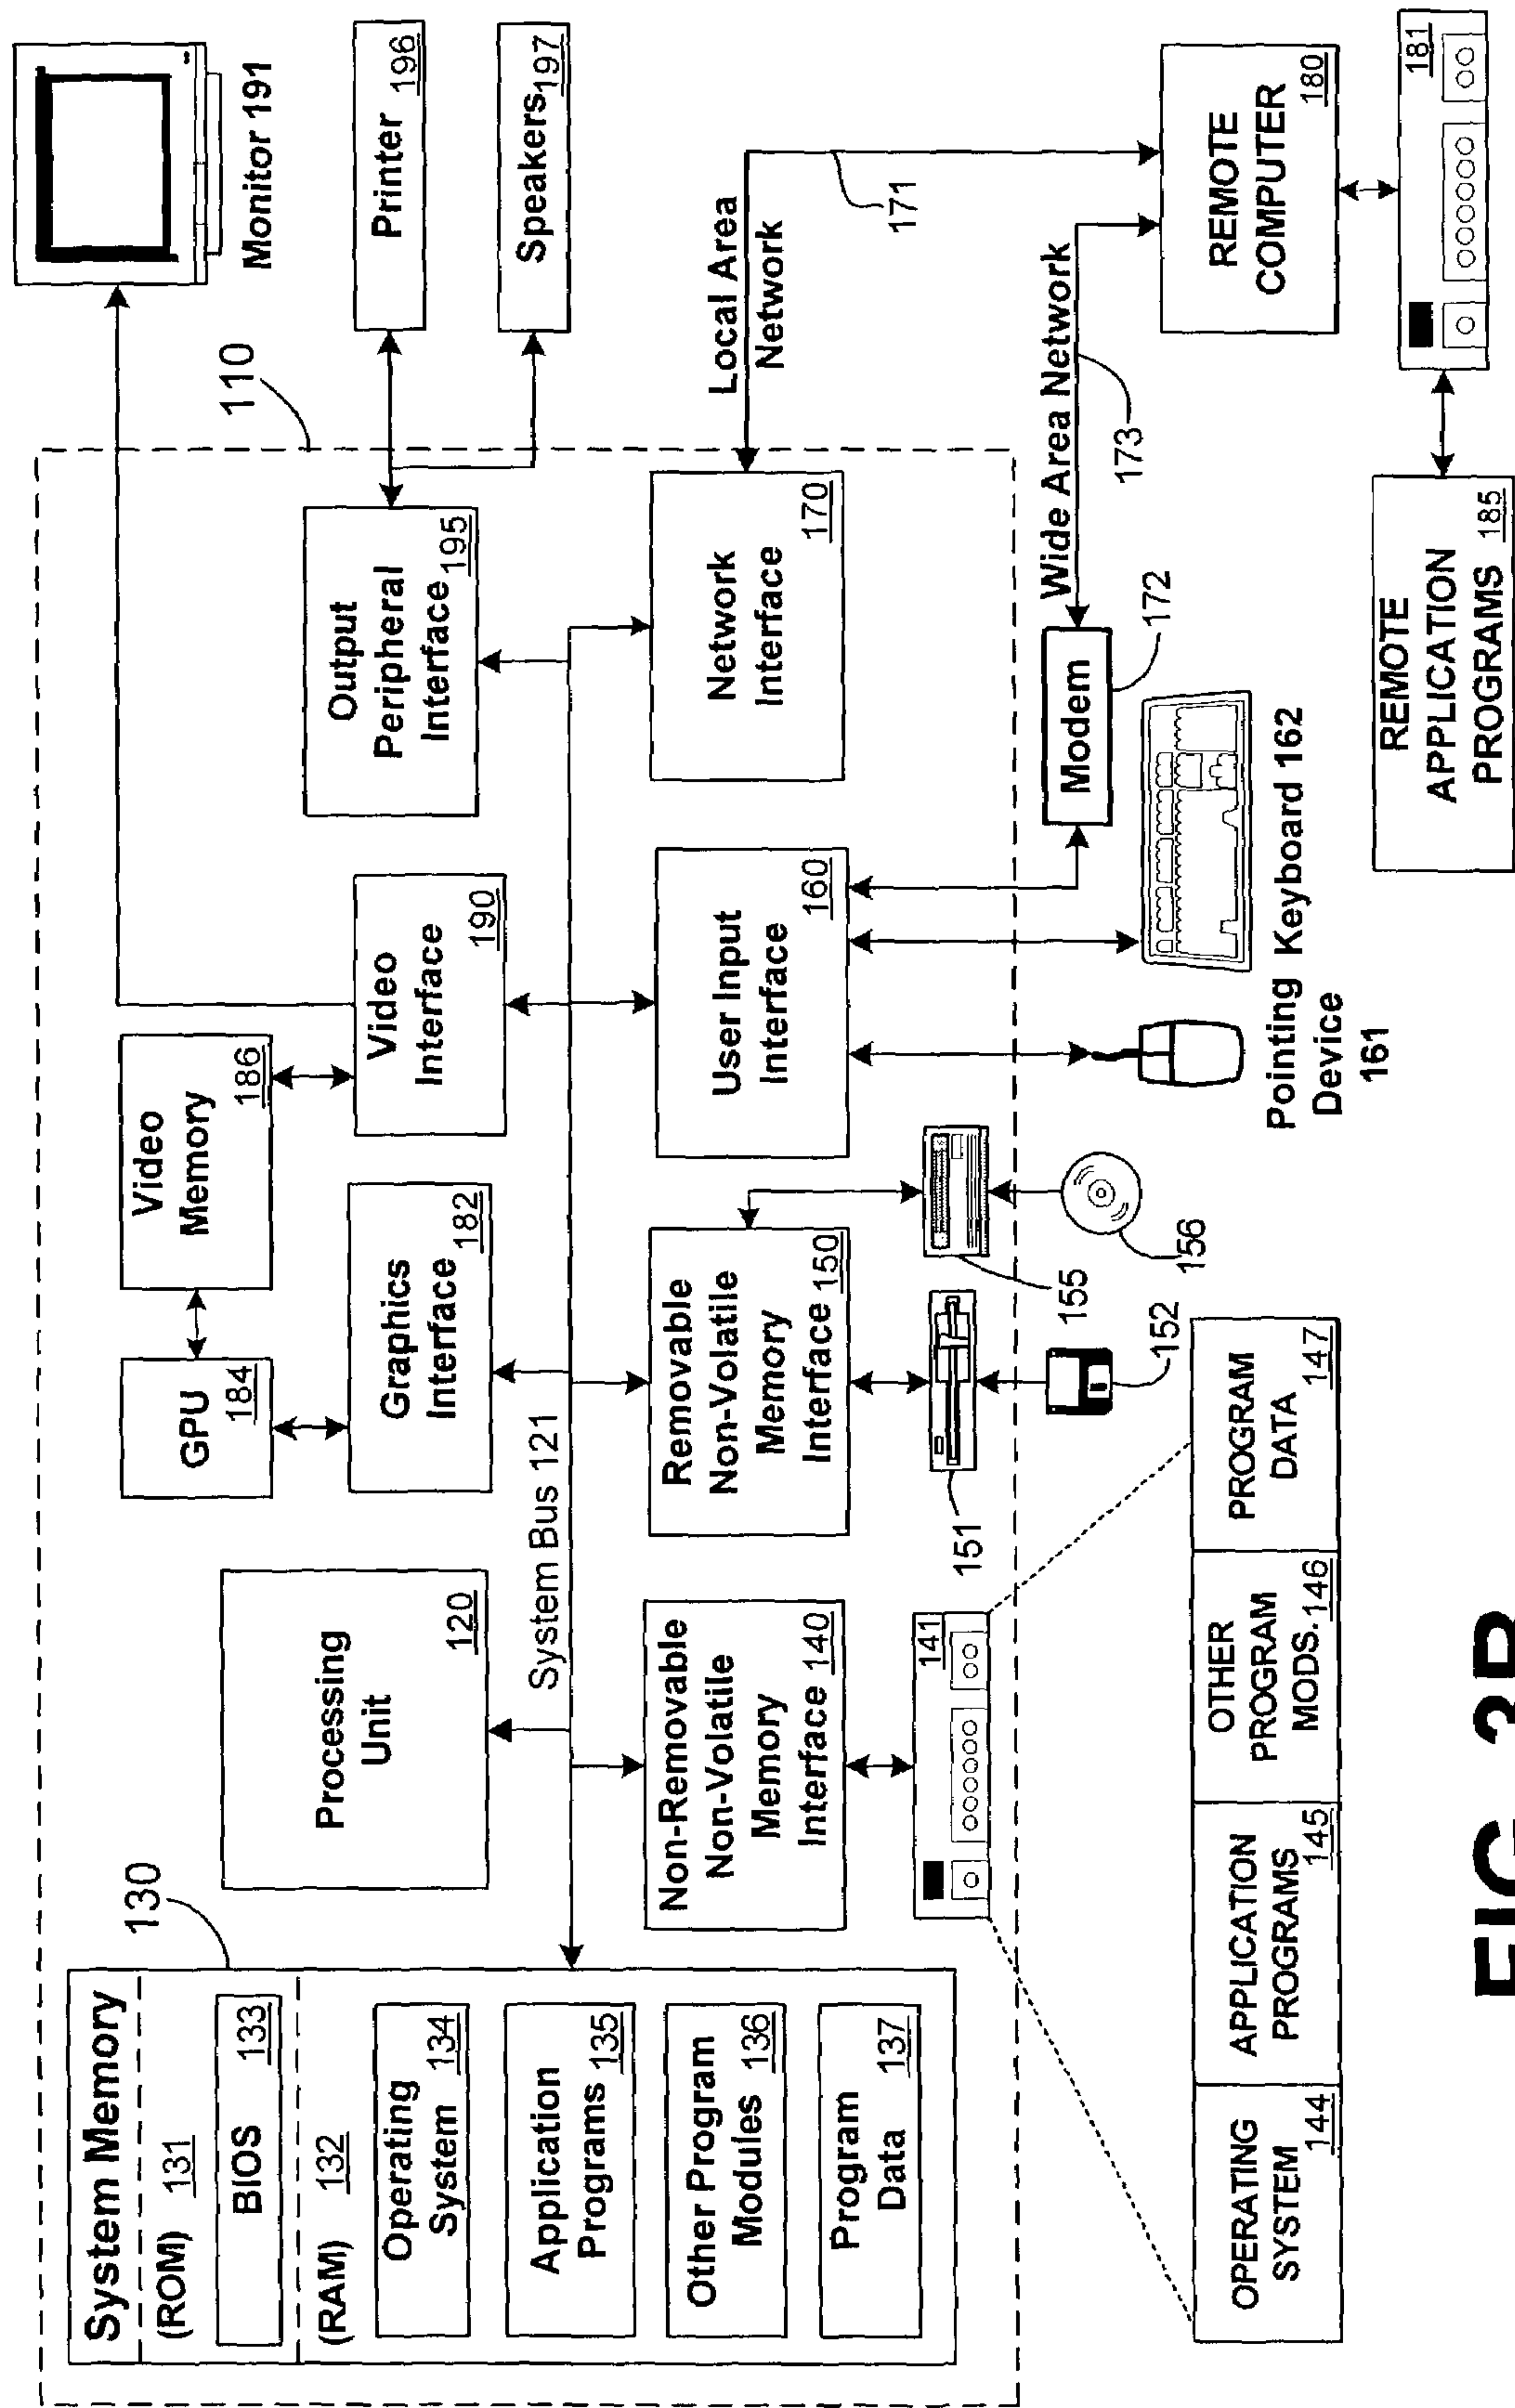 110
Monitor 191
System Memory
(ROM) 131
BIOS 133
(RAM) 132
Operating
System 134
Application
Programs 135
Other Program
Modules 136
Program
Data 137
130
Processing
Unit
120
GPU
184
Video
Memory
186
Graphics
Interface
182
Video
Interface
190
Output
Peripheral
Interface 195
Printer
196
Speakers 197
System Bus 121
Non-Removable
Non-Volatile
Memory
Interface 140
Removable
Non-Volatile
Memory
Interface 150
User Input
Interface
160
Network
Interface
170
Local Area
Network
171
141
151
152
155
156
Modem
172
Wide Area Network
173
Pointing
Device
161
Keyboard 162
REMOTE
COMPUTER
180
181
REMOTE
APPLICATION
PROGRAMS 185
OPERATING
SYSTEM 144
APPLICATION
PROGRAMS 145
OTHER
PROGRAM
MODS. 146
PROGRAM
DATA 147
FIG. 3B